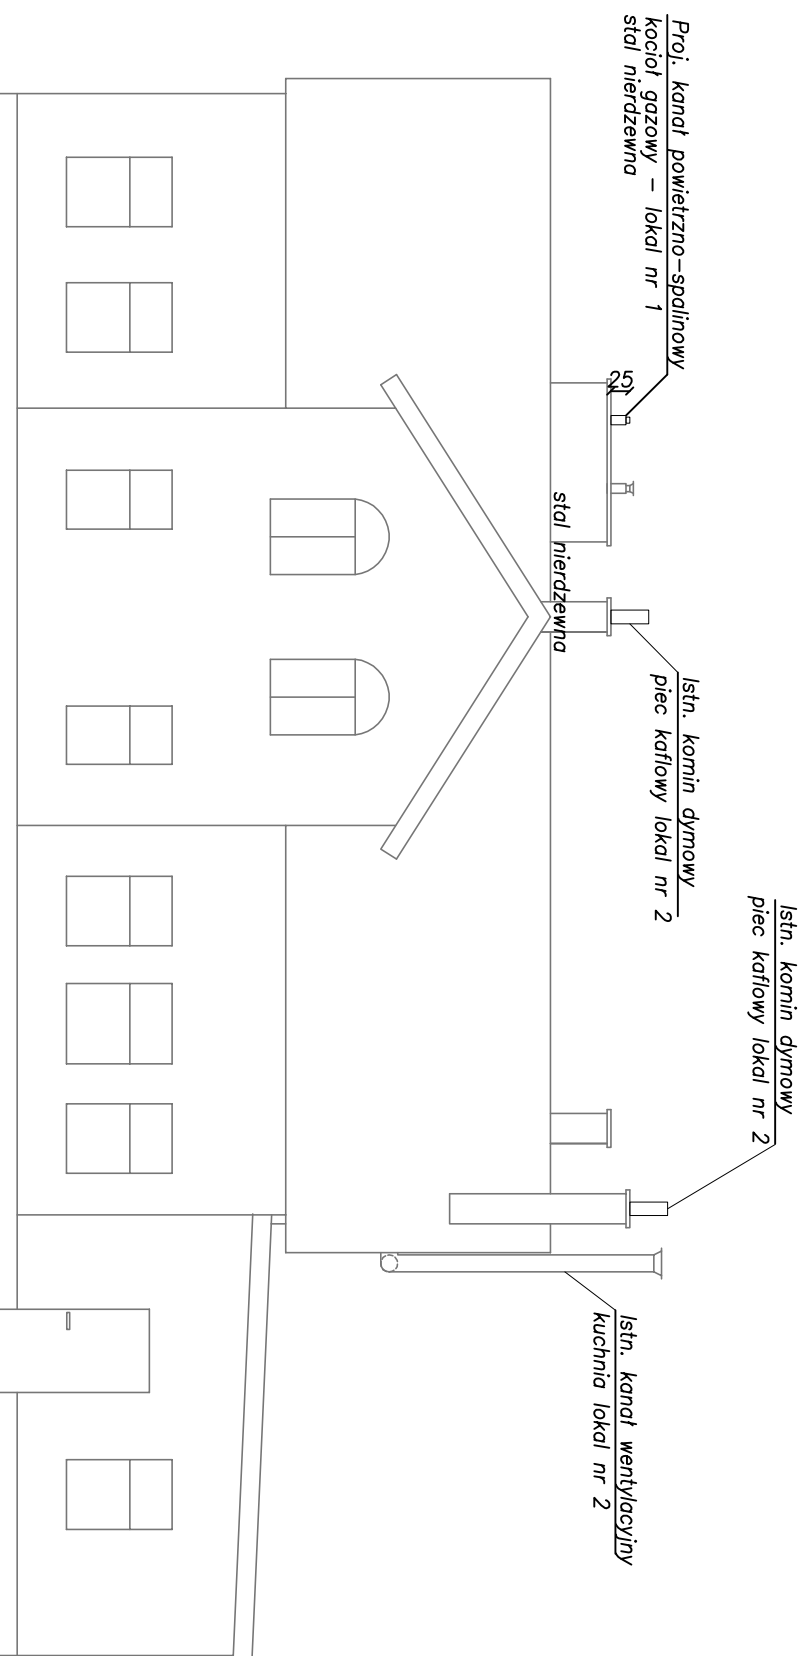 Proj. kanał powietrzno-spalinowy
kocioł gazowy - lokal nr 1
stal nierdzewna
25
stal nierdzewna
Istn. komin dymowy
piec kaflowy lokal nr 2
Istn. komin dymowy
piec kaflowy lokal nr 2
Istn. kanał wentylacyjny
kuchnia lokal nr 2